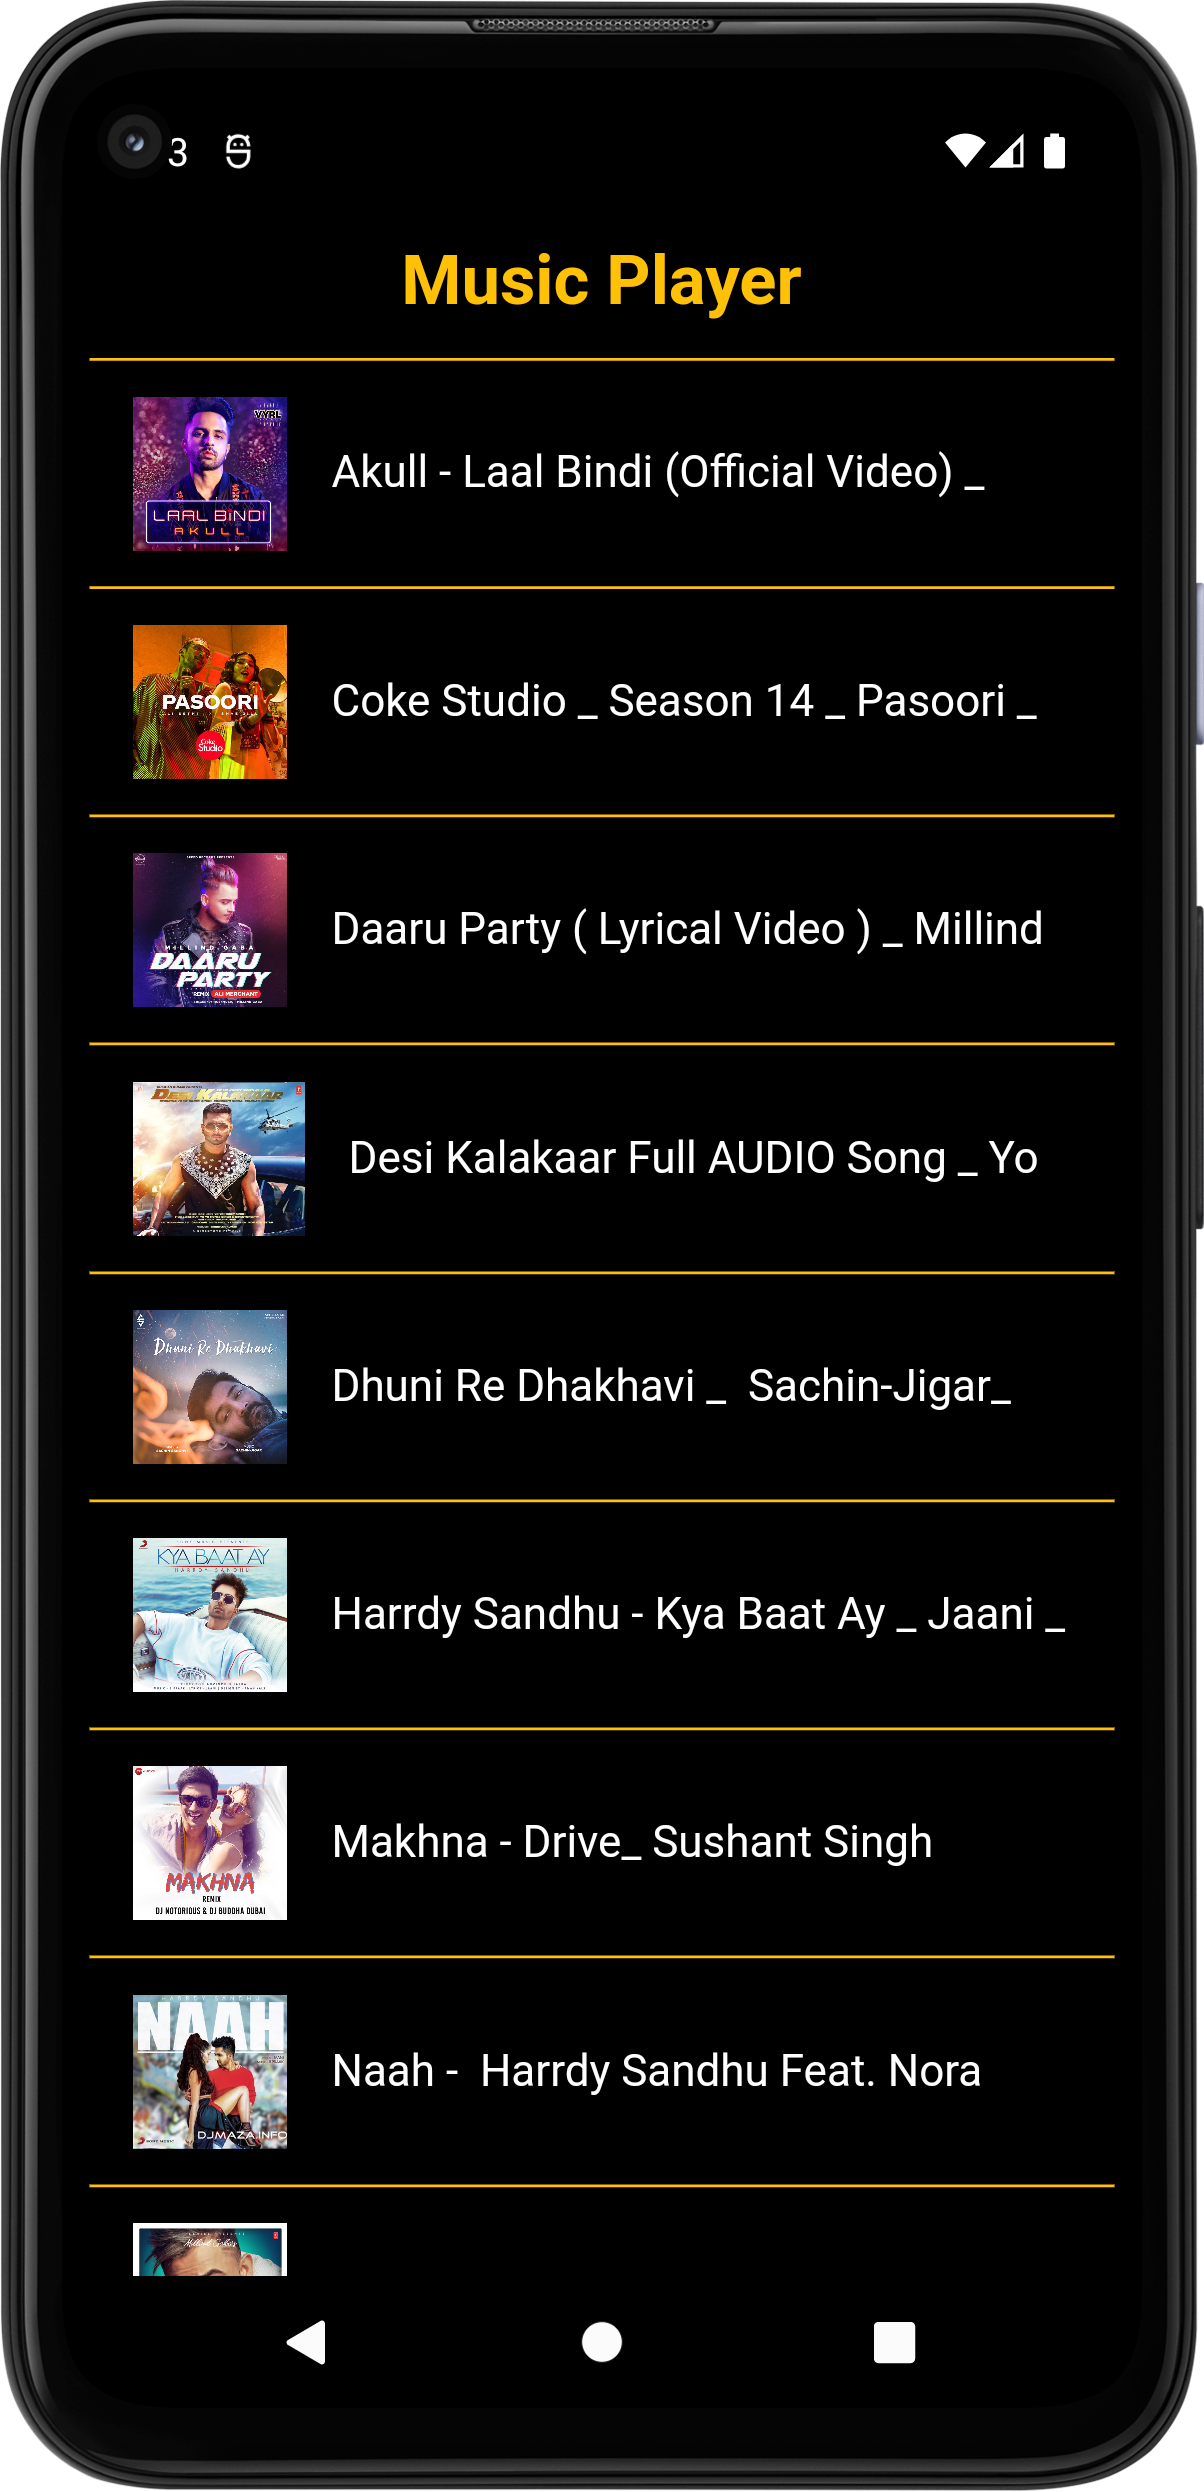 3
Music Player
VYRL
LAAL BINDI
AKULL
Akull - Laal Bindi (Official Video) _
PASOORI
Coke Studio
Coke Studio _ Season 14 _ Pasoori _
MILLIND GABA
DAARU
PARTY
REMIX ALI MERCHANT
Daaru Party ( Lyrical Video ) _ Millind
DESI KALAKAAR
Desi Kalakaar Full AUDIO Song _ Yo
Dhuni Re Dhakhavi
Dhuni Re Dhakhavi _  Sachin-Jigar_
KYA BAAT AY
HARRDY SANDHU
Harrdy Sandhu - Kya Baat Ay _ Jaani _
MAKHNA
REMIX
DJ NOTORIOUS & DJ BUDDHA DUBAI
Makhna - Drive_ Sushant Singh
HARRDY SANDHU
NAAH
DJMAZA.INFO
Naah -  Harrdy Sandhu Feat. Nora